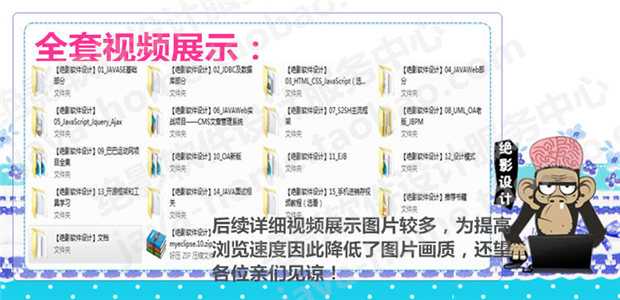 全套视频展示：
【绝影软件设计】01_JAVASE基础部分
文件夹
【绝影软件设计】02_JDBC及数据库部分
文件夹
【绝影软件设计】03_HTML_CSS_JavaScript（选...
文件夹
【绝影软件设计】04_JAVAWeb部分
文件夹
【绝影软件设计】05_JavaScript_Jquery_Ajax
文件夹
【绝影软件设计】06_JAVAWeb实战项目——CMS文章管理系统
文件夹
【绝影软件设计】07_S2SH主流框架
文件夹
【绝影软件设计】08_UML_OA老版_JBPM
文件夹
【绝影软件设计】09_巴巴运动网项目全集
文件夹
【绝影软件设计】10_OA新版
文件夹
【绝影软件设计】11_EJB
文件夹
【绝影软件设计】12_设计模式
文件夹
【绝影软件设计】13_开源框架和工具学习
文件夹
【绝影软件设计】14_JAVA面试相关
文件夹
【绝影软件设计】15_手机进销存视频教程（选看）
文件夹
【绝影软件设计】推荐书籍
文件夹
【绝影软件设计】文档
文件夹
【绝影软件设计】
myeclipse.10.zip
好压 ZIP 压缩文件
绝影设计
后续详细视频展示图片较多，为提高
浏览速度因此降低了图片画质，还望
各位亲们见谅！